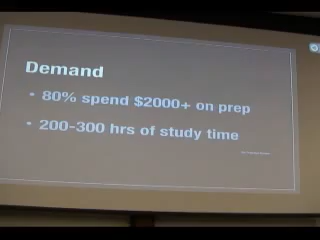 Demand
• 80% spend $2000+ on prep
• 200-300 hrs of study time